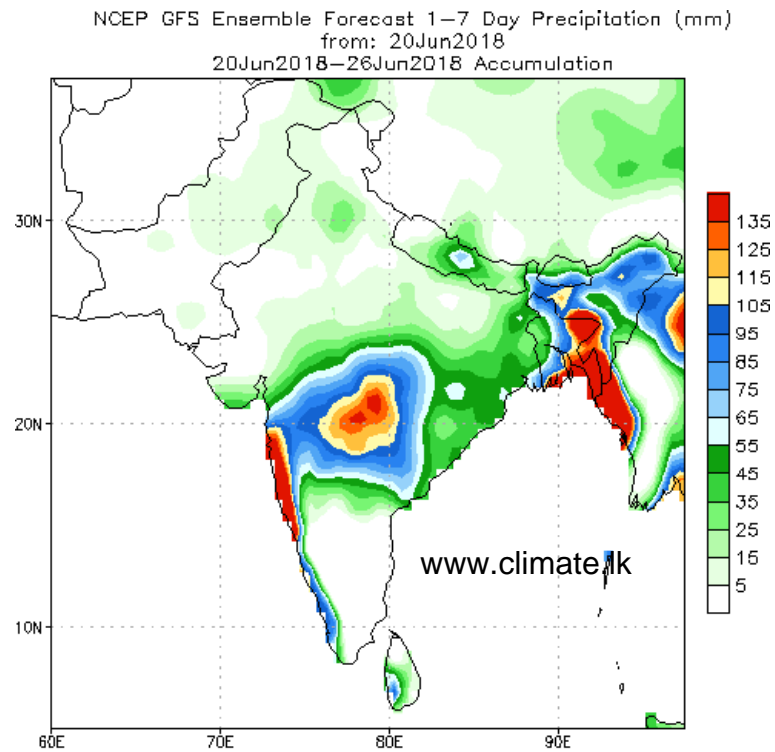 NCEP GFS Ensemble Forecast 1–7 Day Precipitation (mm)
from: 20Jun2018
20Jun2018–26Jun2018 Accumulation
30N
20N
10N
60E
70E
80E
90E
www.climate.lk
135
125
115
105
95
85
75
65
55
45
35
25
15
5